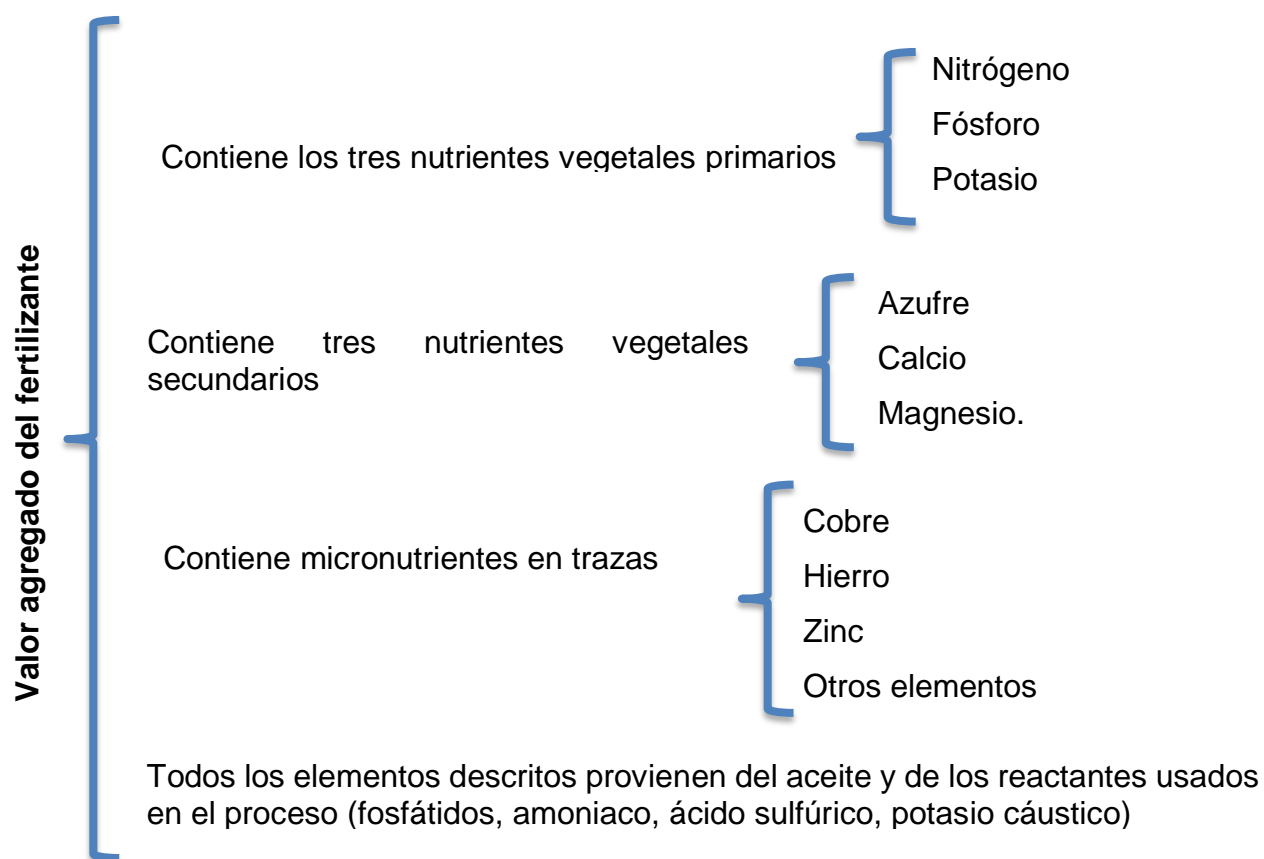 Valor agregado del fertilizante
Contiene los tres nutrientes vegetales primarios
Nitrógeno
Fósforo
Potasio
Contiene tres nutrientes vegetales
secundarios
Azufre
Calcio
Magnesio.
Contiene micronutrientes en trazas
Cobre
Hierro
Zinc
Otros elementos
Todos los elementos descritos provienen del aceite y de los reactantes usados
en el proceso (fosfátidos, amoniaco, ácido sulfúrico, potasio cáustico)